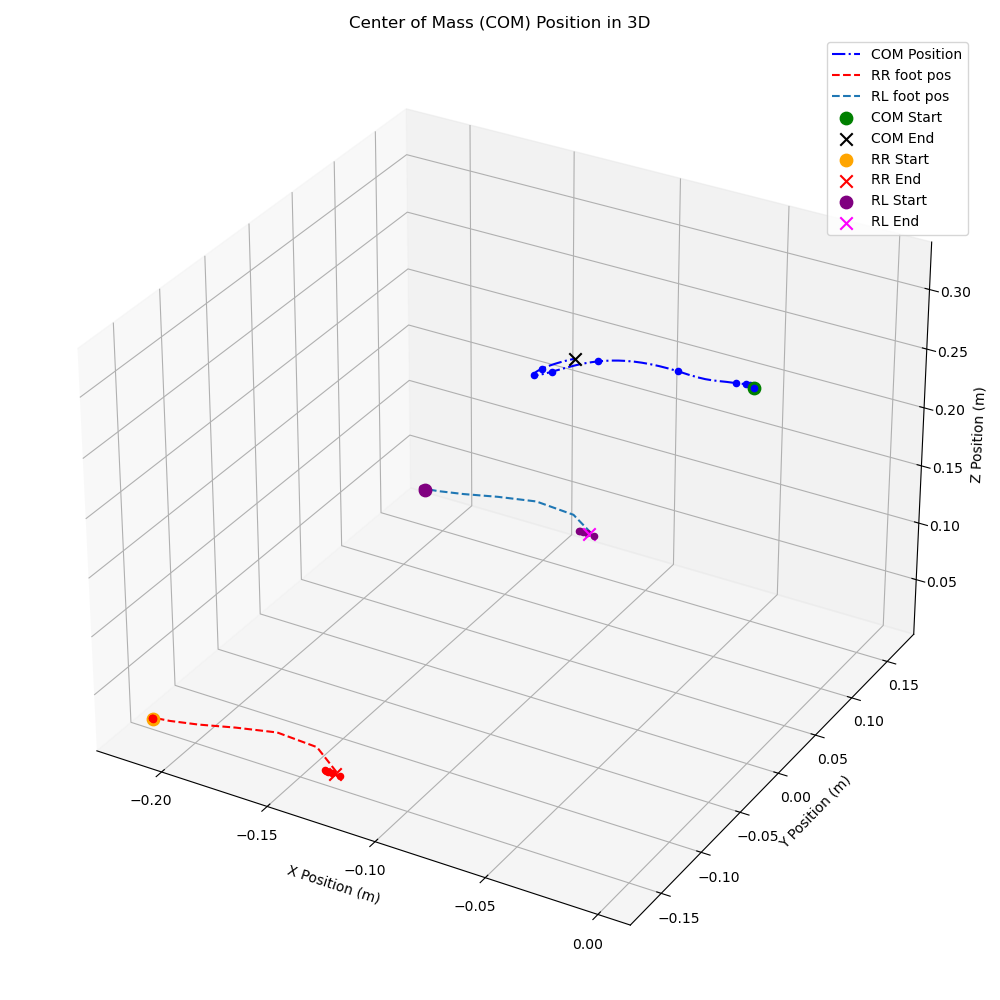 Center of Mass (COM) Position in 3D
COM Position
RR foot pos
RL foot pos
COM Start
COM End
RR Start
RR End
RL Start
RL End
0.30
0.25
0.20
0.15
0.10
0.05
Z Position (m)
0.15
0.10
0.05
0.00
−0.05
−0.10
−0.15
Y Position (m)
−0.20
−0.15
−0.10
−0.05
0.00
X Position (m)